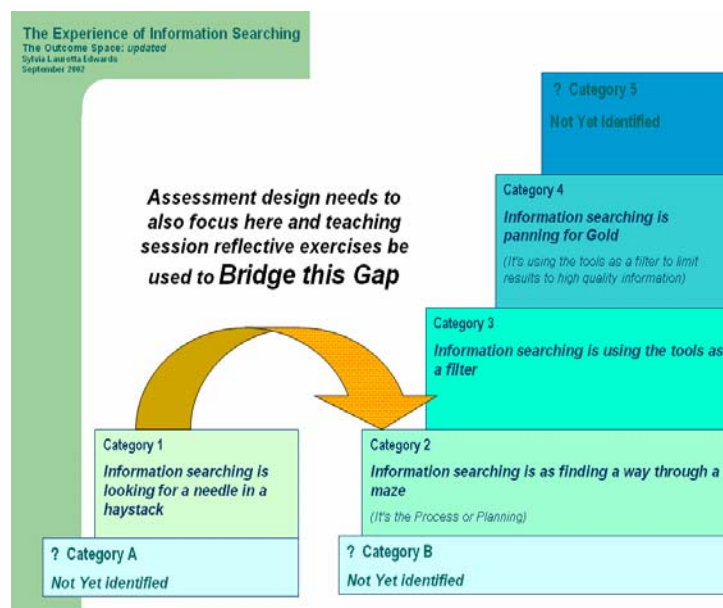 The Experience of Information Searching
The Outcome Space: updated
Sylvia Lauretta Edwards
September 2002
Assessment design needs to
also focus here and teaching
session reflective exercises be
used to Bridge this Gap
? Category 5
Not Yet Identified
Category 4
Information searching is
panning for Gold
(It's using the tools as a filter to limit
results to high quality information)
Category 3
Information searching is using the tools as
a filter
Category 1
Information searching is
looking for a needle in a
haystack
Category 2
Information searching is as finding a way through a
maze
(It's the Process or Planning)
? Category A
Not Yet identified
? Category B
Not Yet Identified